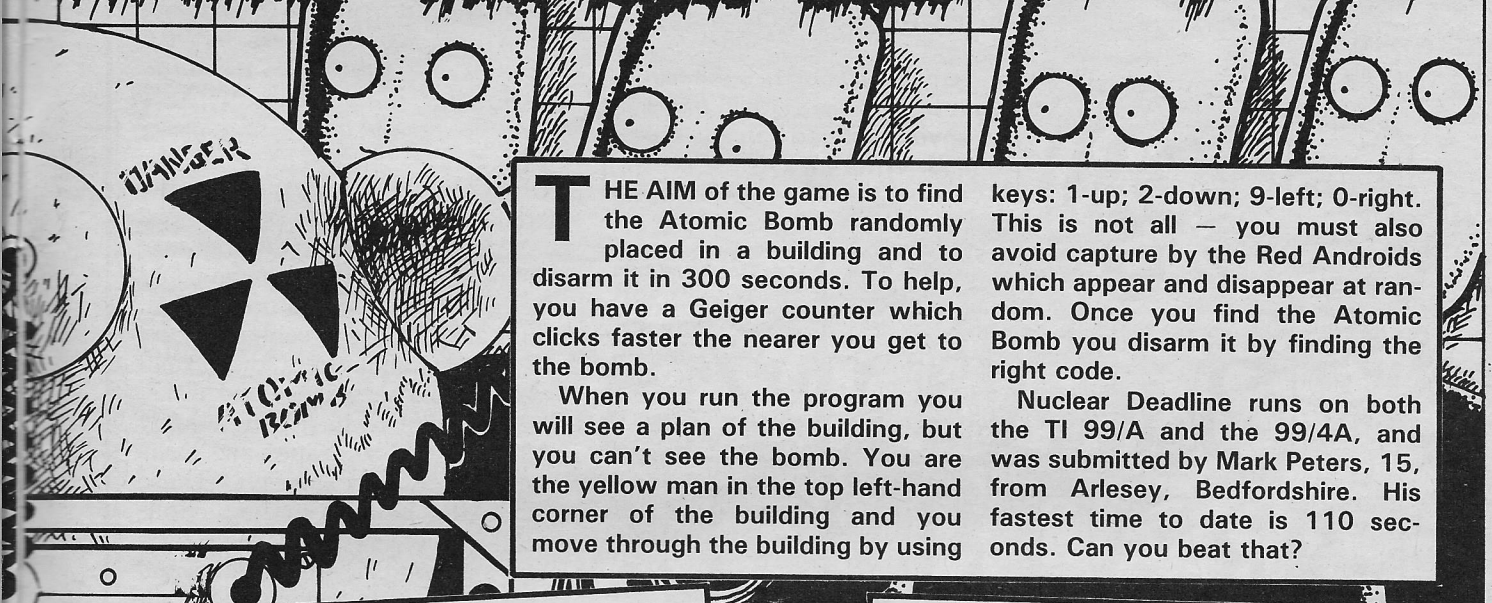 DANGER
ATOMIC
BOMB
THE AIM of the game is to find
the Atomic Bomb randomly
placed in a building and to
disarm it in 300 seconds. To help,
you have a Geiger counter which
clicks faster the nearer you get to
the bomb.
When you run the program you
will see a plan of the building, but
you can't see the bomb. You are
the yellow man in the top left-hand
corner of the building and you
move through the building by using
keys: 1-up; 2-down; 9-left; 0-right.
This is not all — you must also
avoid capture by the Red Androids
which appear and disappear at ran-
dom. Once you find the Atomic
Bomb you disarm it by finding the
right code.
Nuclear Deadline runs on both
the TI 99/A and the 99/4A, and
was submitted by Mark Peters, 15,
from Arlesey, Bedfordshire. His
fastest time to date is 110 sec-
onds. Can you beat that?